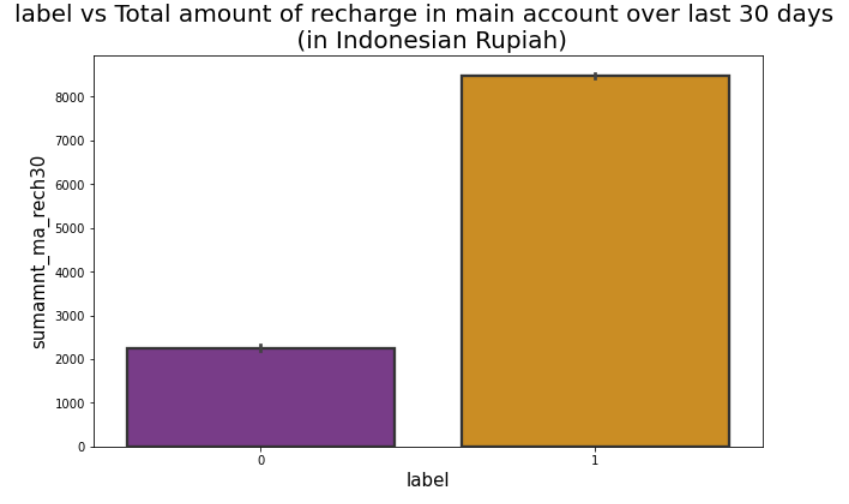 label vs Total amount of recharge in main account over last 30 days
(in Indonesian Rupiah)
8000
7000
6000
5000
4000
3000
2000
1000
0
sumamnt_ma_rech30
0 1
label